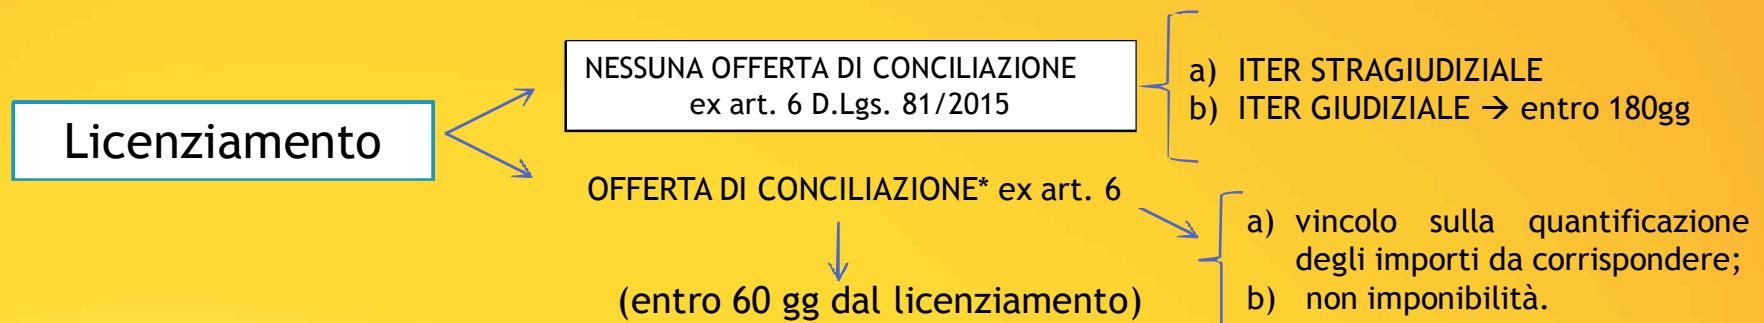 Licenziamento
NESSUNA OFFERTA DI CONCILIAZIONE
ex art. 6 D.Lgs. 81/2015
a) ITER STRAGIUDIZIALE
b) ITER GIUDIZIALE → entro 180gg
OFFERTA DI CONCILIAZIONE* ex art. 6
(entro 60 gg dal licenziamento)
a) vincolo sulla quantificazione
degli importi da corrispondere;
b) non imponibilità.